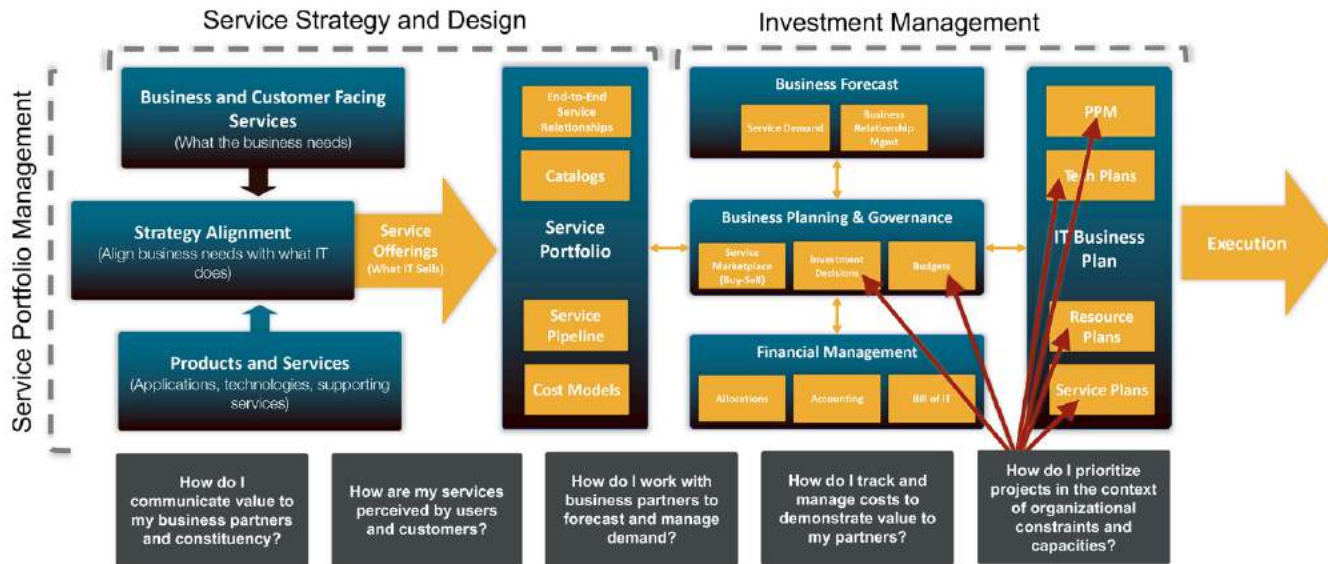 Service Strategy and Design
Investment Management
Service Portfolio Management
Business and Customer Facing
Services
(What the business needs)
Strategy Alignment
(Align business needs with what IT
does)
Products and Services
(Applications, technologies, supporting
services)
Service
Offerings
(What IT Sells)
End-to-End
Service
Relationships
Catalogs
Service
Portfolio
Service
Pipeline
Cost Models
Business Forecast
Service Demand
Business
Relationship
Mgmt
Business Planning & Governance
Service
Marketplace
(Buy-Sell)
Investment
Decisions
Budgets
Financial Management
Allocations
Accounting
Bill of IT
PPM
Tech Plans
IT Business
Plan
Resource
Plans
Service Plans
Execution
How do I
communicate value to
my business partners
and constituency?
How are my services
perceived by users
and customers?
How do I work with
business partners to
forecast and manage
demand?
How do I track and
manage costs to
demonstrate value to
my partners?
How do I prioritize
projects in the context
of organizational
constraints and
capacities?